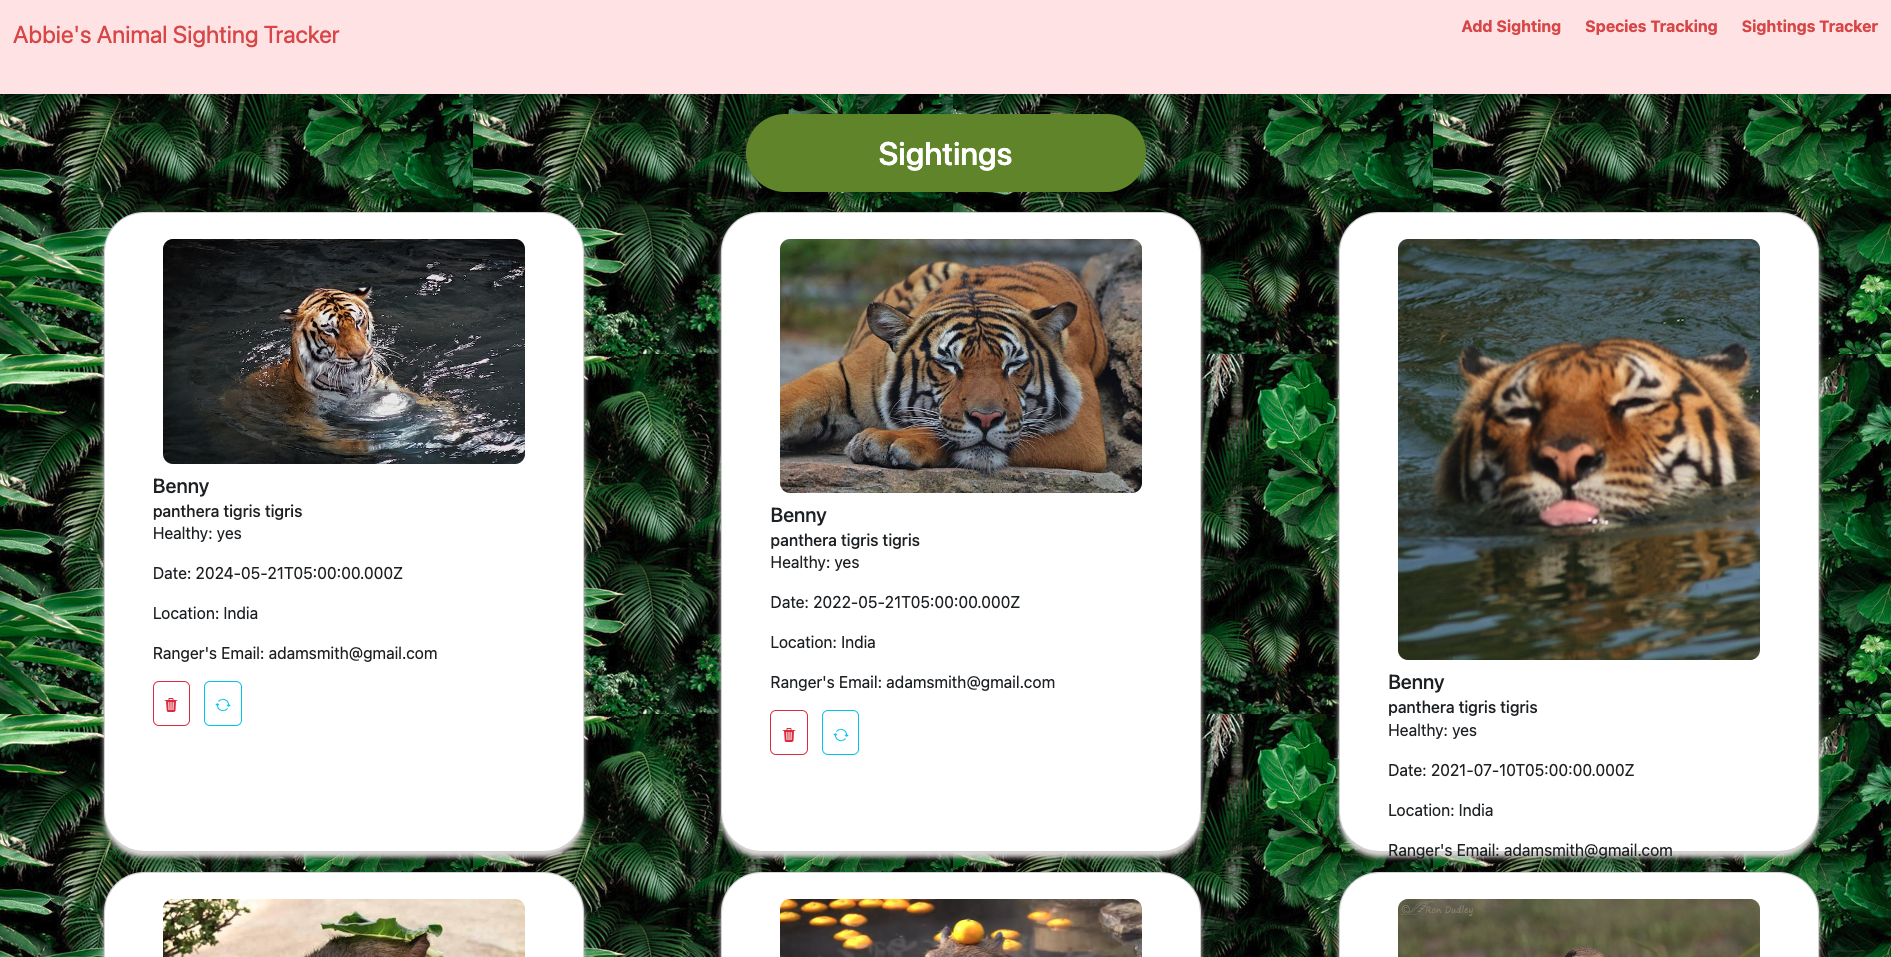 Abbie's Animal Sighting Tracker
Add Sighting
Species Tracking
Sightings Tracker
Sightings
Benny
panthera tigris tigris
Healthy: yes
Date: 2024-05-21T05:00:00.000Z
Location: India
Ranger's Email: adamsmith@gmail.com
Benny
panthera tigris tigris
Healthy: yes
Date: 2022-05-21T05:00:00.000Z
Location: India
Ranger's Email: adamsmith@gmail.com
Benny
panthera tigris tigris
Healthy: yes
Date: 2021-07-10T05:00:00.000Z
Location: India
Ranger's Email: adamsmith@gmail.com
Ron Dudley